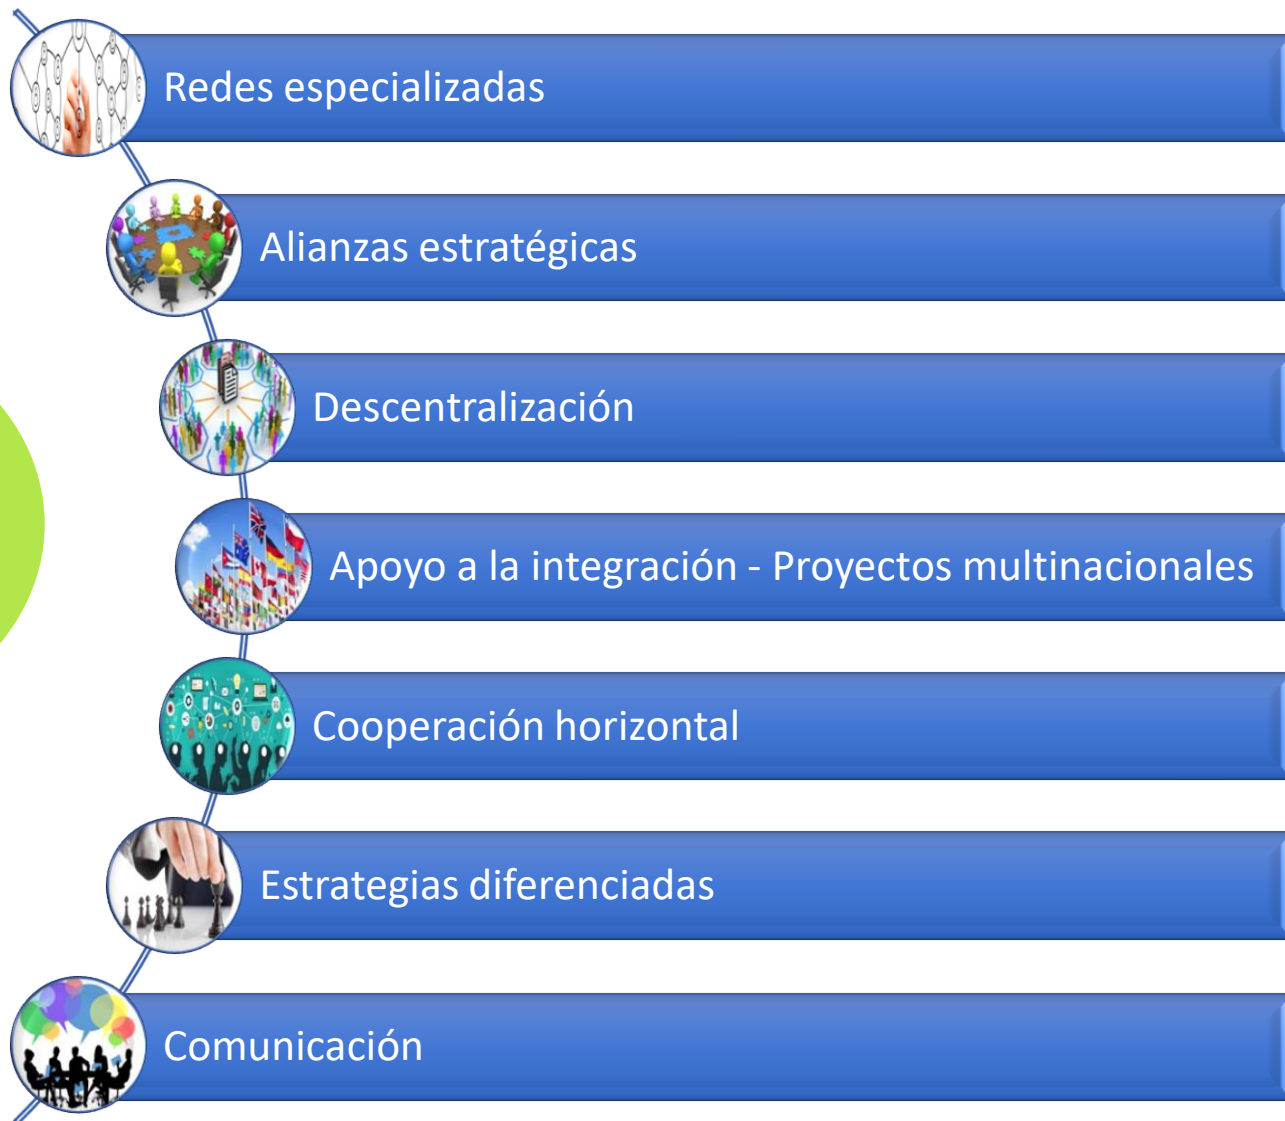 Redes especializadas
Alianzas estratégicas
Descentralización
Apoyo a la integración - Proyectos multinacionales
Cooperación horizontal
Estrategias diferenciadas
Comunicación